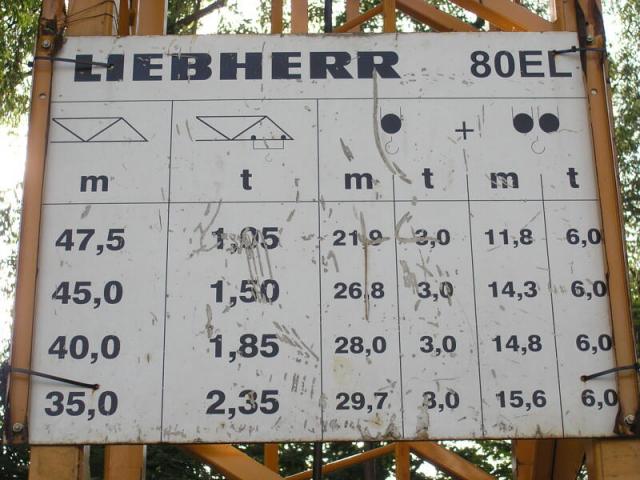 LIEBHERR 80EL
+
m t m t m t
47,5 1,05 21,9 3,0 11,8 6,0
45,0 1,50 26,8 3,0 14,3 6,0
40,0 1,85 28,0 3,0 14,8 6,0
35,0 2,35 29,7 3,0 15,6 6,0